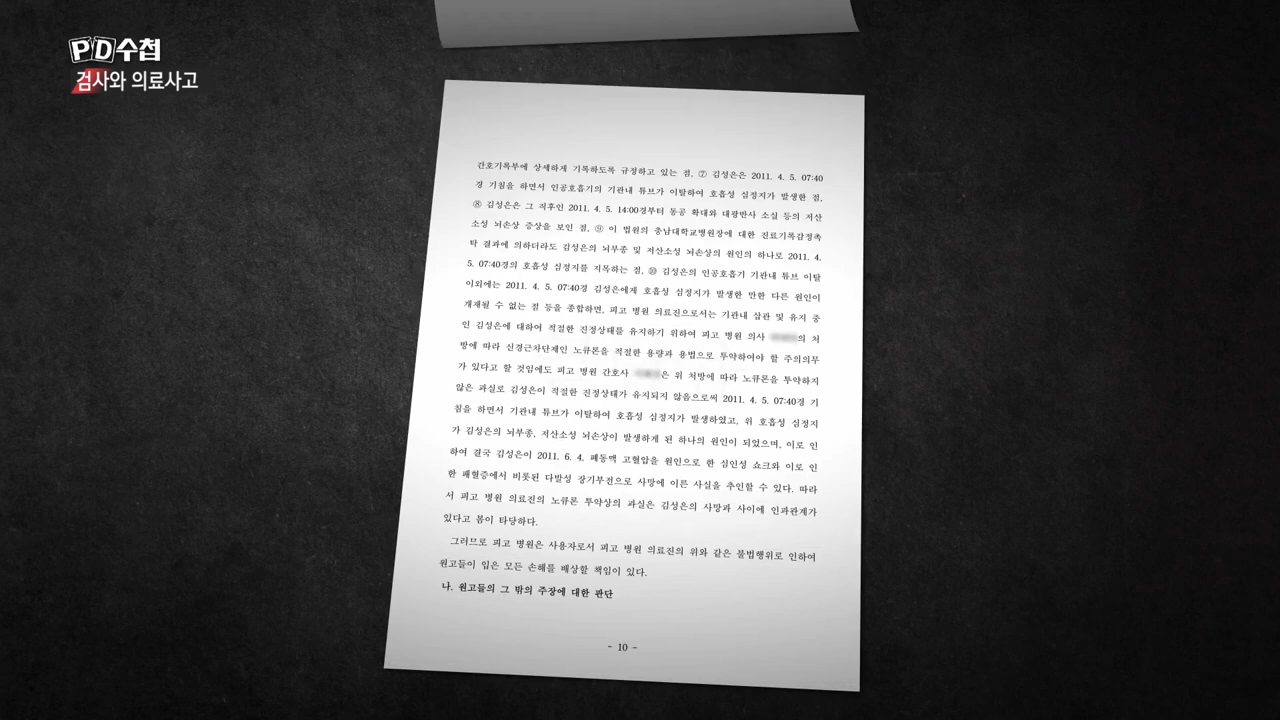 PD수첩
검사와 의료사고
간호기록부에 상세하게 기록하도록 규정하고 있는 점, ⑦ 김성은은 2011. 4. 5. 07:40
경 기침을 하면서 인공호흡기의 기관내 튜브가 이탈하여 호흡성 심정지가 발생한 점,
⑧ 김성은은 그 직후인 2011. 4. 5. 14:00경부터 동공 확대와 대광반사 소실 등의 저산
소성 뇌손상 증상을 보인 점, ⑨ 이 법원의 충남대학교병원장에 대한 진료기록감정촉
탁 결과에 의하더라도 김성은의 뇌부종 및 저산소성 뇌손상의 원인의 하나로 2011. 4.
5. 07:40경의 호흡성 심정지를 지목하는 점, ⑩ 김성은의 인공호흡기 기관내 튜브 이탈
이외에는 2011. 4. 5. 07:40경 김성은에게 호흡성 심정지가 발생한 만한 다른 원인이
개재될 수 없는 점 등을 종합하면, 피고 병원 의료진으로서는 기관내 삽관 및 유지 중
인 김성은에 대하여 적절한 진정상태를 유지하기 위하여 피고 병원 의사 의 처
방에 따라 신경근차단제인 노큐론을 적절한 용량과 용법으로 투약하여야 할 주의의무
가 있다고 할 것임에도 피고 병원 간호사 은 위 처방에 따라 노큐론을 투약하지
않은 과실로 김성은이 적절한 진정상태가 유지되지 않음으로써 2011. 4. 5. 07:40경 기
침을 하면서 기관내 튜브가 이탈하여 호흡성 심정지가 발생하였고, 위 호흡성 심정지
가 김성은의 뇌부종, 저산소성 뇌손상이 발생하게 된 하나의 원인이 되었으며, 이로 인
하여 결국 김성은이 2011. 6. 4. 폐동맥 고혈압을 원인으로 한 심인성 쇼크와 이로 인
한 패혈증에서 비롯된 다발성 장기부전으로 사망에 이른 사실을 추인할 수 있다. 따라
서 피고 병원 의료진의 노큐론 투약상의 과실은 김성은의 사망과 사이에 인과관계가
있다고 봄이 타당하다.
그러므로 피고 병원은 사용자로서 피고 병원 의료진의 위와 같은 불법행위로 인하여
원고들이 입은 모든 손해를 배상할 책임이 있다.
나. 원고들의 그 밖의 주장에 대한 판단
- 10 -